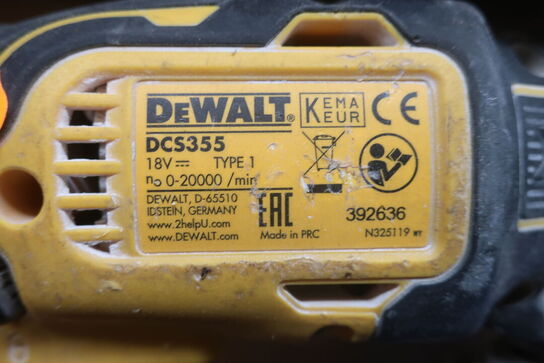 DEWALT®
KEMA
KEUR
CE
DCS355
18V TYPE 1
n₀ 0-20000 /min
DEWALT, D-65510
IDSTEIN, GERMANY
www.2helpU.com
www.DEWALT.com
EAC
Made in PRC
392636
N325119